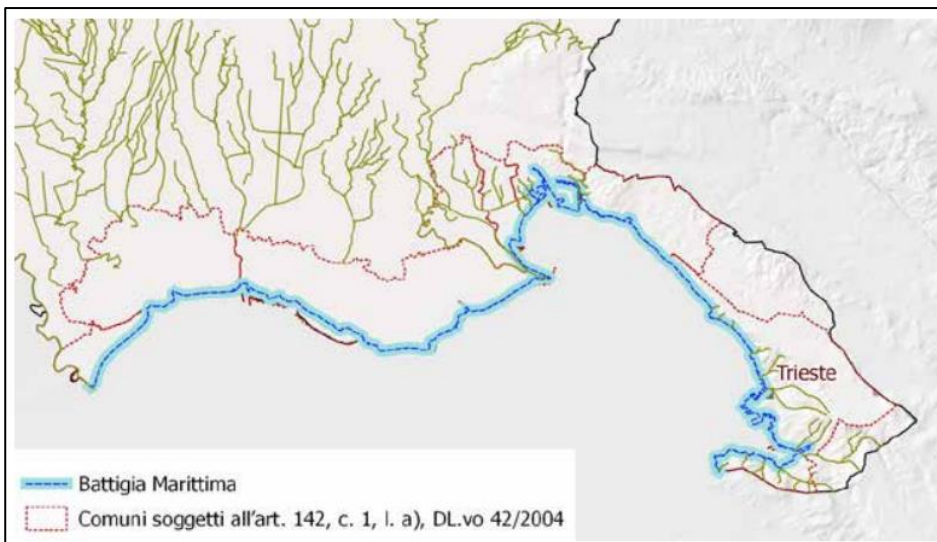 Trieste
Battigia Marittima
Comuni soggetti all'art. 142, c. 1, l. a), DL.vo 42/2004